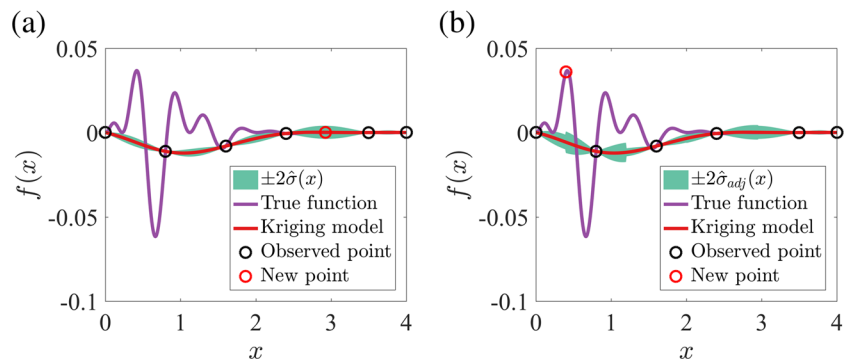 (a)
0.05
0
-0.05
-0.1
f(x)
±2σ̂(x)
True function
Kriging model
Observed point
New point
0 1 2 3 4
x
(b)
0.05
0
-0.05
-0.1
f(x)
±2σ̂_adj(x)
True function
Kriging model
Observed point
New point
0 1 2 3 4
x